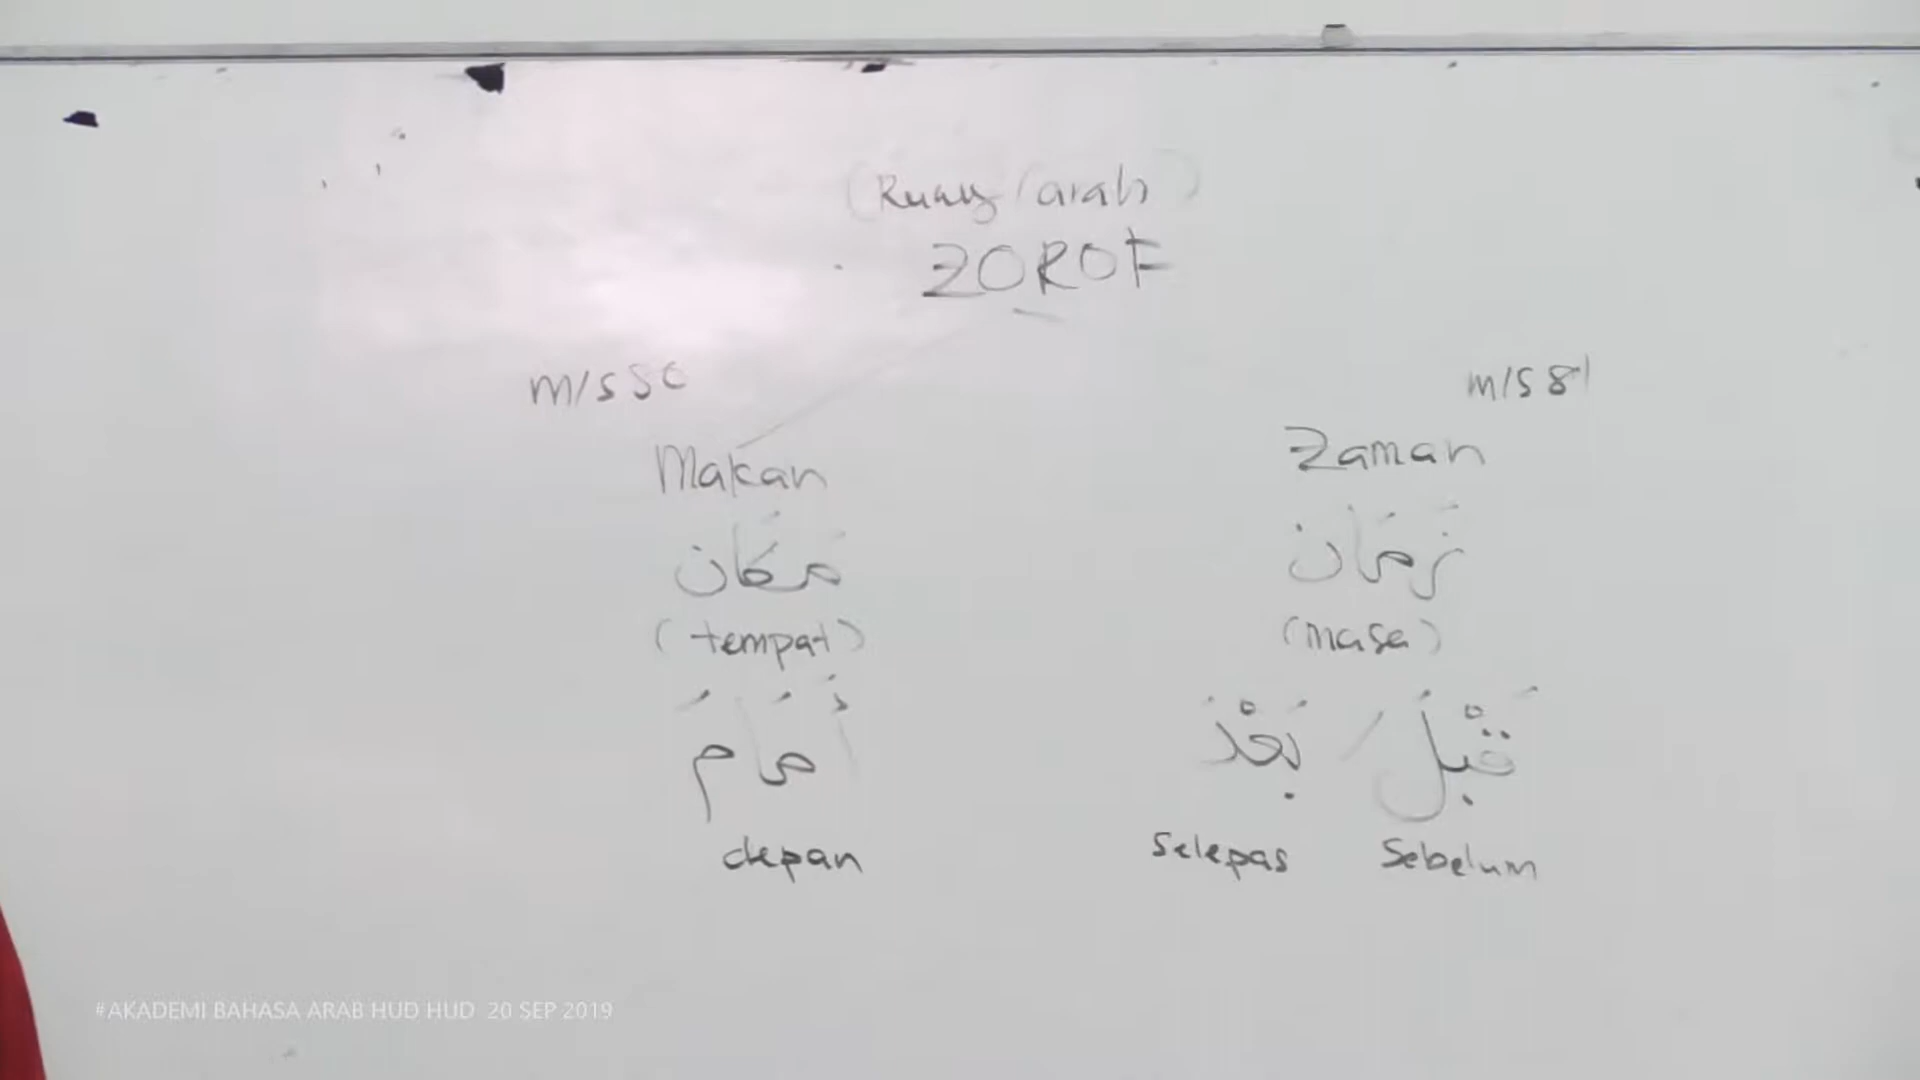 (Ruang/arah)
ZOROF
m/s 50
Makan
مَكَان
(tempat)
أَمَامَ
depan
m/s 81
Zaman
زَمَان
(masa)
قَبْلَ / بَعْدَ
Selepas Sebelum
#AKADEMI BAHASA ARAB HUD HUD 20 SEP 2019